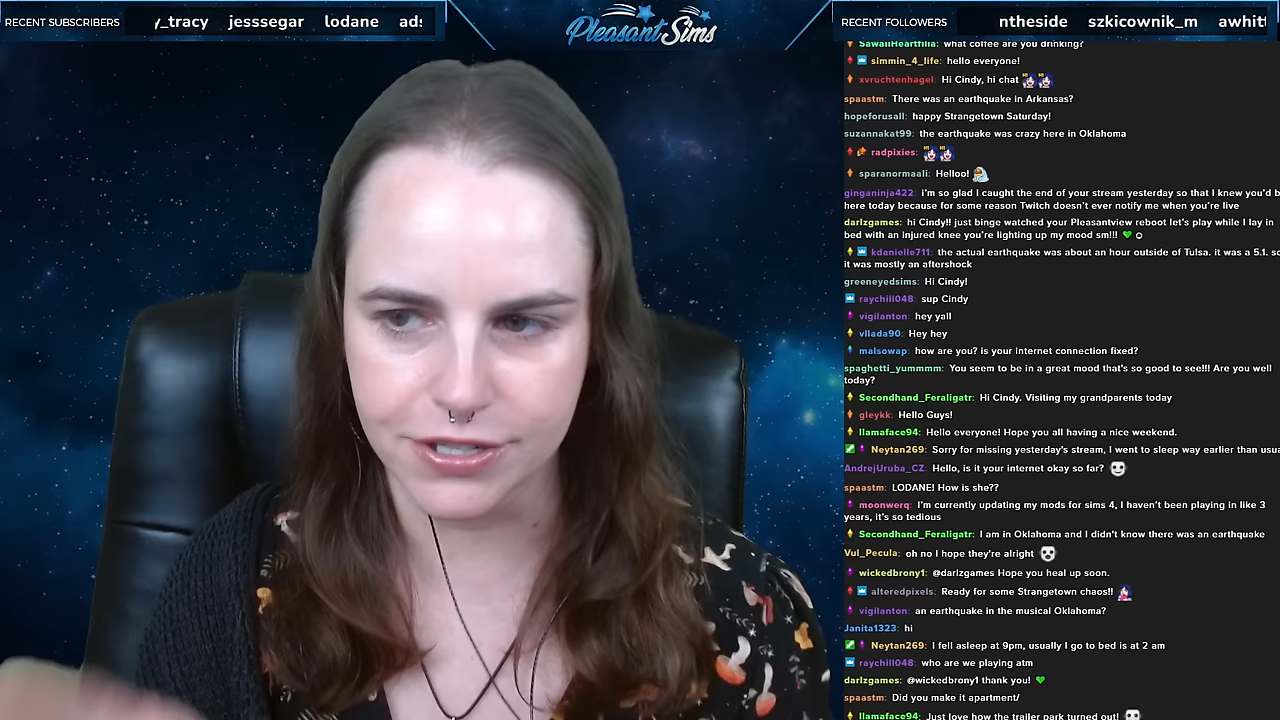 RECENT SUBSCRIBERS
y_tracy jesssegar lodane ads
PleasantSims
RECENT FOLLOWERS
ntheside szkicownik_m awhitt
SawaiiHeartfilia: what coffee are you drinking?
simmin_4_life: hello everyone!
xvruchtenhagel: Hi Cindy, hi chat
spaastm: There was an earthquake in Arkansas?
hopeforusall: happy Strangetown Saturday!
suzannakat99: the earthquake was crazy here in Oklahoma
radpixies:
sparanormaali: Helloo!
ginganinja422: i'm so glad I caught the end of your stream yesterday so that I knew you'd b
here today because for some reason Twitch doesn't ever notify me when you're live
darlzgames: hi Cindy!! just binge watched your Pleasantview reboot let's play while I lay in
bed with an injured knee you're lighting up my mood sm!!! 💚 ☺
kdanielle711: the actual earthquake was about an hour outside of Tulsa. it was a 5.1. so
it was mostly an aftershock
greeneyedsims: Hi Cindy!
raychill048: sup Cindy
vigilanton: hey yall
vllada90: Hey hey
malsowap: how are you? is your internet connection fixed?
spaghetti_yummmm: You seem to be in a great mood that's so good to see!!! Are you well
today?
Secondhand_Feraligatr: Hi Cindy. Visiting my grandparents today
gleykk: Hello Guys!
llamaface94: Hello everyone! Hope you all having a nice weekend.
Neytan269: Sorry for missing yesterday's stream, I went to sleep way earlier than usua
AndrejUruba_CZ: Hello, is it your internet okay so far?
spaastm: LODANE! How is she??
moonwerq: I'm currently updating my mods for sims 4, I haven't been playing in like 3
years, it's so tedious
Secondhand_Feraligatr: I am in Oklahoma and I didn't know there was an earthquake
Vul_Pecula: oh no I hope they're alright
wickedbrony1: @darlzgames Hope you heal up soon.
alteredpixels: Ready for some Strangetown chaos!!
vigilanton: an earthquake in the musical Oklahoma?
Janita1323: hi
Neytan269: I fell asleep at 9pm, usually I go to bed is at 2 am
raychill048: who are we playing atm
darlzgames: @wickedbrony1 thank you! 💚
spaastm: Did you make it apartment/
llamaface94: Just love how the trailer park turned out!